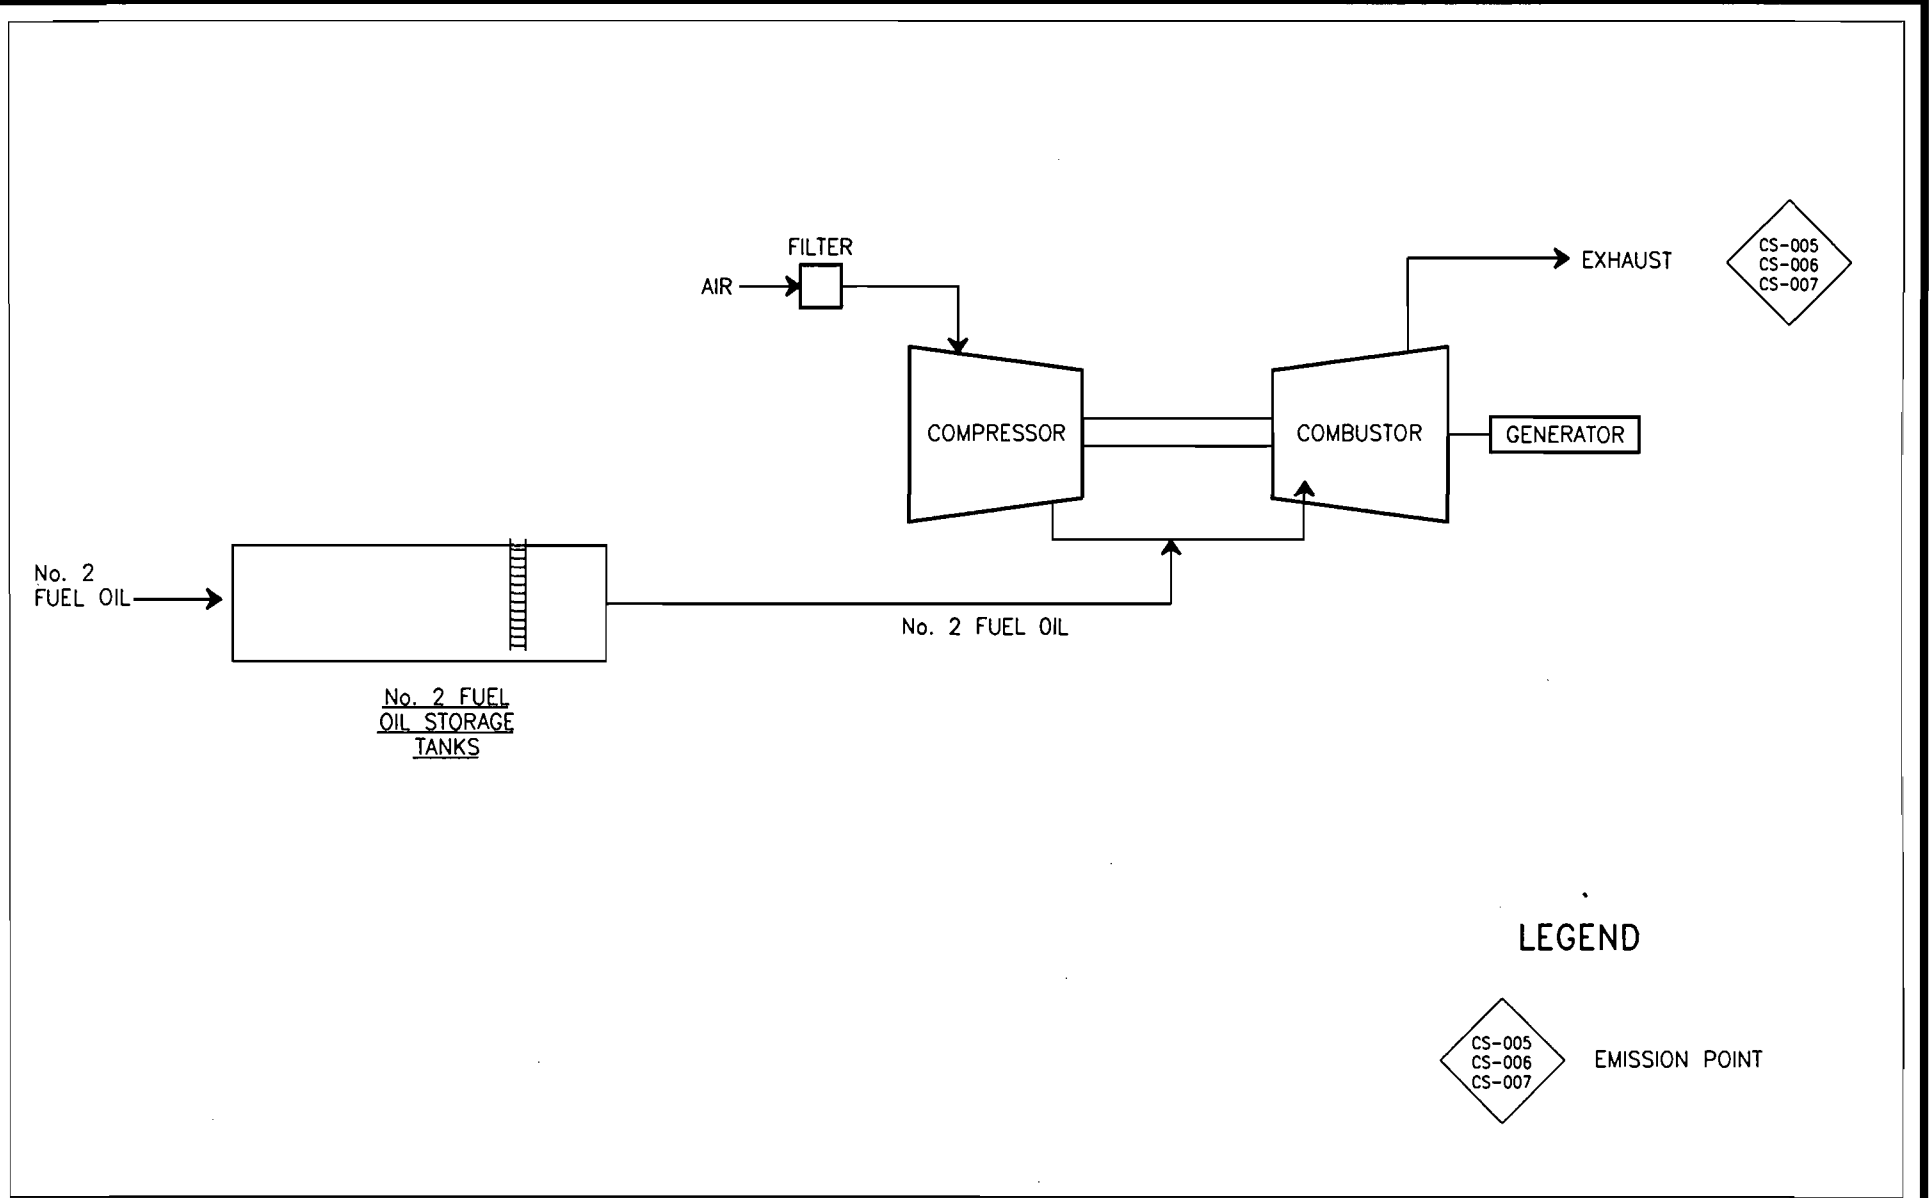 FILTER
AIR
EXHAUST
CS-005
CS-006
CS-007
COMPRESSOR
COMBUSTOR
GENERATOR
No. 2
FUEL OIL
No. 2 FUEL OIL
No. 2 FUEL
OIL STORAGE
TANKS
LEGEND
CS-005
CS-006
CS-007
EMISSION POINT